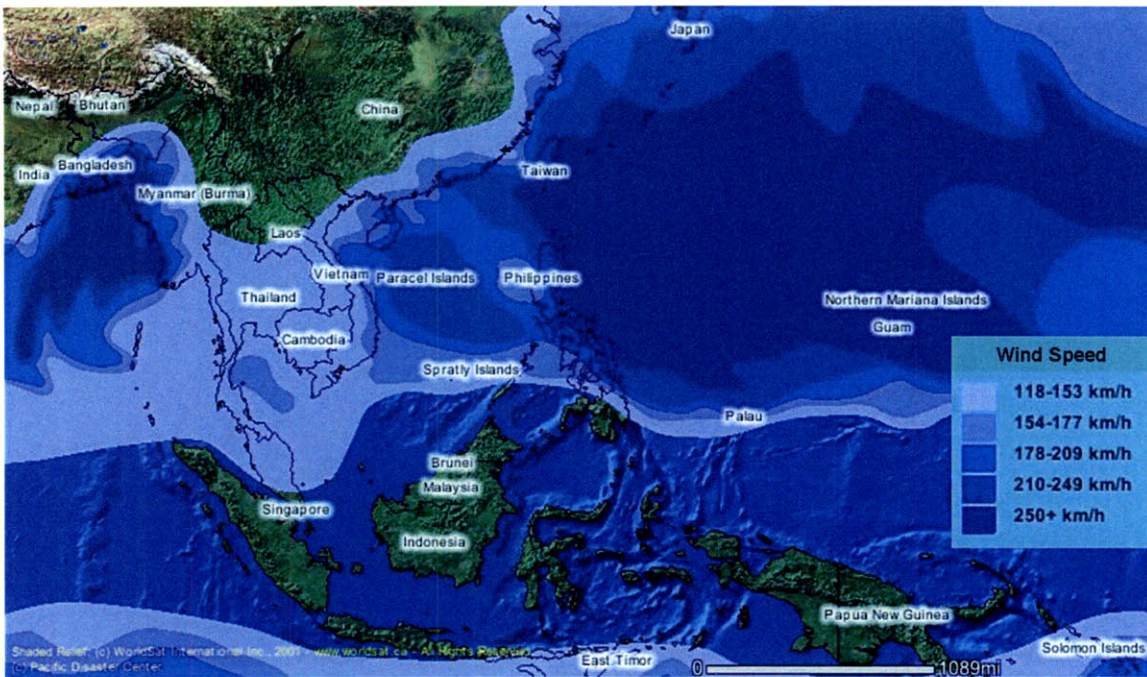 Japan
Nepal
Bhutan
China
Bangladesh
India
Taiwan
Myanmar (Burma)
Laos
Vietnam
Paracel Islands
Philippines
Thailand
Northern Mariana Islands
Guam
Cambodia
Wind Speed
118-153 km/h
154-177 km/h
178-209 km/h
210-249 km/h
250+ km/h
Spratly Islands
Palau
Brunei
Malaysia
Singapore
Indonesia
Papua New Guinea
Solomon Islands
East Timor
Shaded Relief: (c) WorldSat International Inc., 2001 - www.worldsat.ca - All Rights Reserved
(c) Pacific Disaster Center
0 1089mi